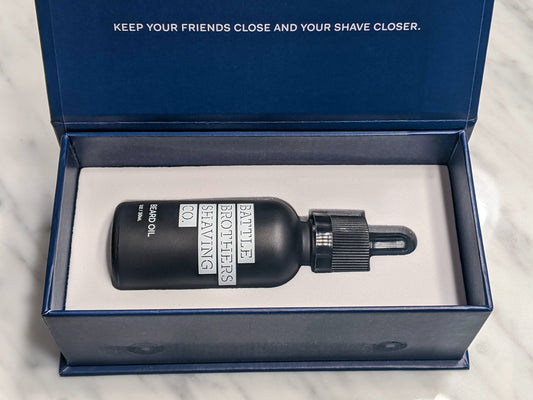 KEEP YOUR FRIENDS CLOSE AND YOUR SHAVE CLOSER.
BATTLE
BROTHERS
SHAVING
CO.
BEARD OIL